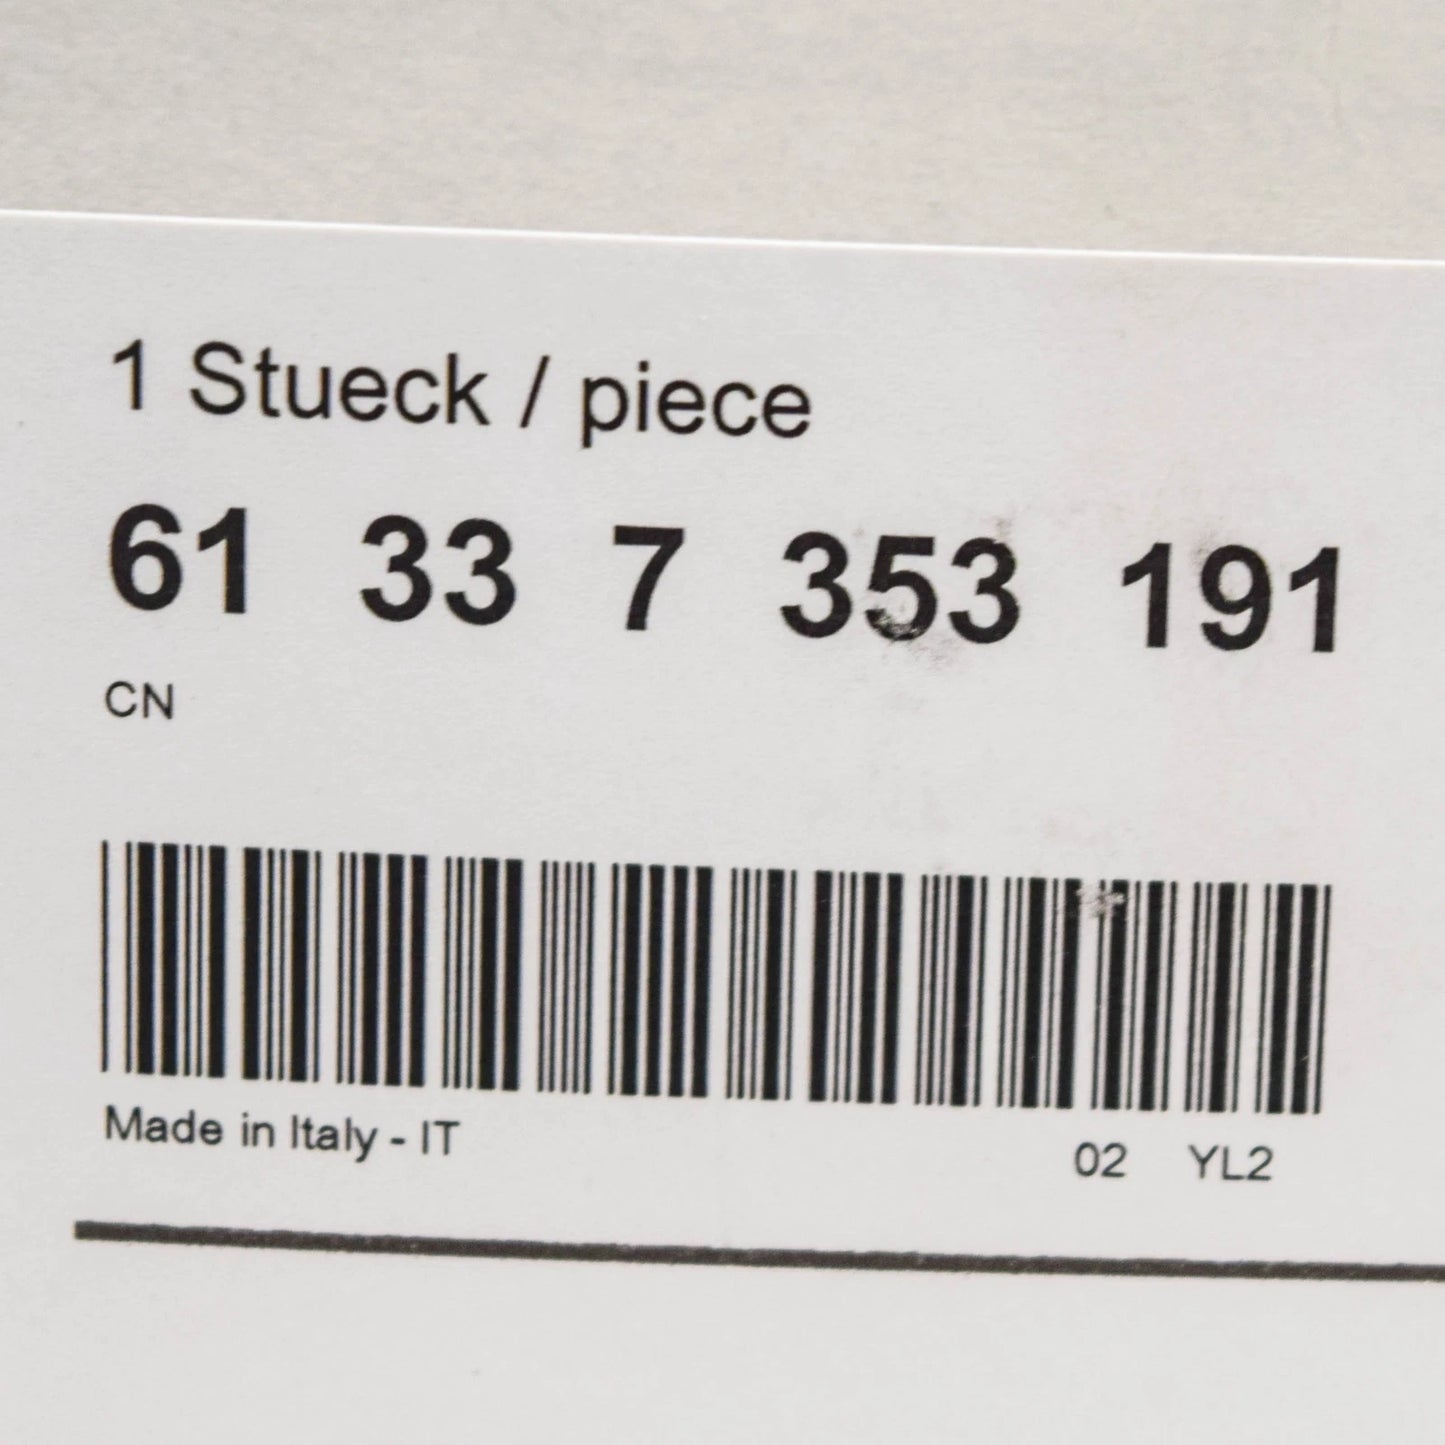 1 Stueck / piece
61 33 7 353 191
CN
Made in Italy - IT 02 YL2